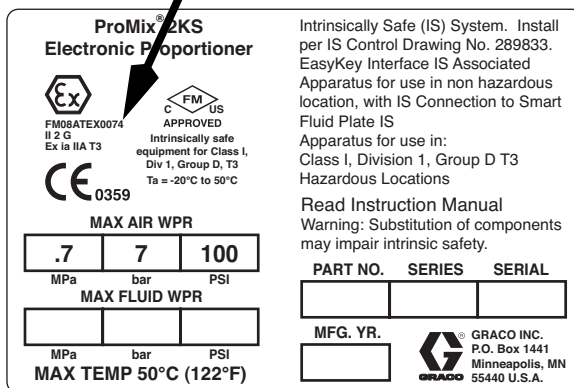 ProMix® 2KS
Electronic Proportioner
Ex
FM08ATEX0074
II 2 G
Ex ia IIA T3
CE 0359
C FM US
APPROVED
Intrinsically safe
equipment for Class I,
Div 1, Group D, T3
Ta = -20°C to 50°C
MAX AIR WPR
.7 7 100
MPa bar PSI
MAX FLUID WPR
MPa bar PSI
MAX TEMP 50°C (122°F)
Intrinsically Safe (IS) System. Install
per IS Control Drawing No. 289833.
EasyKey Interface IS Associated
Apparatus for use in non hazardous
location, with IS Connection to Smart
Fluid Plate IS
Apparatus for use in:
Class I, Division 1, Group D T3
Hazardous Locations
Read Instruction Manual
Warning: Substitution of components
may impair intrinsic safety.
PART NO. SERIES SERIAL
MFG. YR.
GRACO ®
GRACO INC.
P.O. Box 1441
Minneapolis, MN
55440 U.S.A.